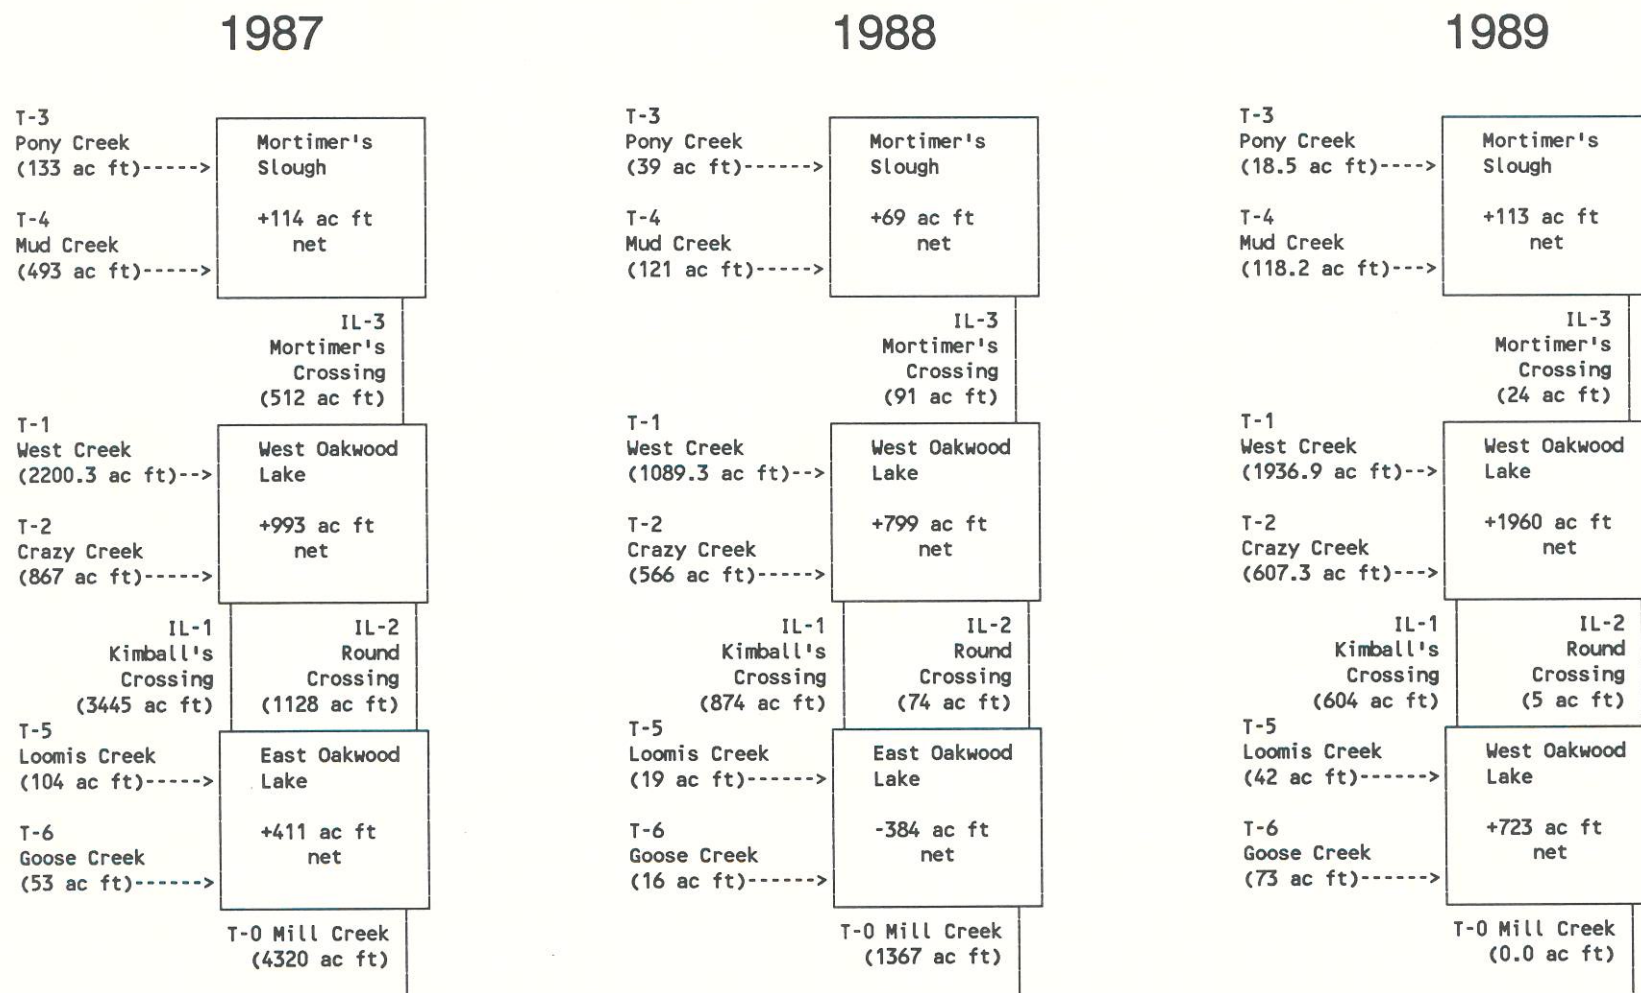 1987
T-3
Pony Creek
(133 ac ft)----->
Mortimer's
Slough
T-4
Mud Creek
(493 ac ft)----->
+114 ac ft
net
IL-3
Mortimer's
Crossing
(512 ac ft)
T-1
West Creek
(2200.3 ac ft)-->
West Oakwood
Lake
T-2
Crazy Creek
(867 ac ft)----->
+993 ac ft
net
IL-1
Kimball's
Crossing
(3445 ac ft)
IL-2
Round
Crossing
(1128 ac ft)
T-5
Loomis Creek
(104 ac ft)----->
East Oakwood
Lake
T-6
Goose Creek
(53 ac ft)------>
+411 ac ft
net
T-0 Mill Creek
(4320 ac ft)
1988
T-3
Pony Creek
(39 ac ft)------>
Mortimer's
Slough
T-4
Mud Creek
(121 ac ft)----->
+69 ac ft
net
IL-3
Mortimer's
Crossing
(91 ac ft)
T-1
West Creek
(1089.3 ac ft)-->
West Oakwood
Lake
T-2
Crazy Creek
(566 ac ft)----->
+799 ac ft
net
IL-1
Kimball's
Crossing
(874 ac ft)
IL-2
Round
Crossing
(74 ac ft)
T-5
Loomis Creek
(19 ac ft)------>
East Oakwood
Lake
T-6
Goose Creek
(16 ac ft)------>
-384 ac ft
net
T-0 Mill Creek
(1367 ac ft)
1989
T-3
Pony Creek
(18.5 ac ft)---->
Mortimer's
Slough
T-4
Mud Creek
(118.2 ac ft)--->
+113 ac ft
net
IL-3
Mortimer's
Crossing
(24 ac ft)
T-1
West Creek
(1936.9 ac ft)-->
West Oakwood
Lake
T-2
Crazy Creek
(607.3 ac ft)--->
+1960 ac ft
net
IL-1
Kimball's
Crossing
(604 ac ft)
IL-2
Round
Crossing
(5 ac ft)
T-5
Loomis Creek
(42 ac ft)------>
West Oakwood
Lake
T-6
Goose Creek
(73 ac ft)------>
+723 ac ft
net
T-0 Mill Creek
(0.0 ac ft)